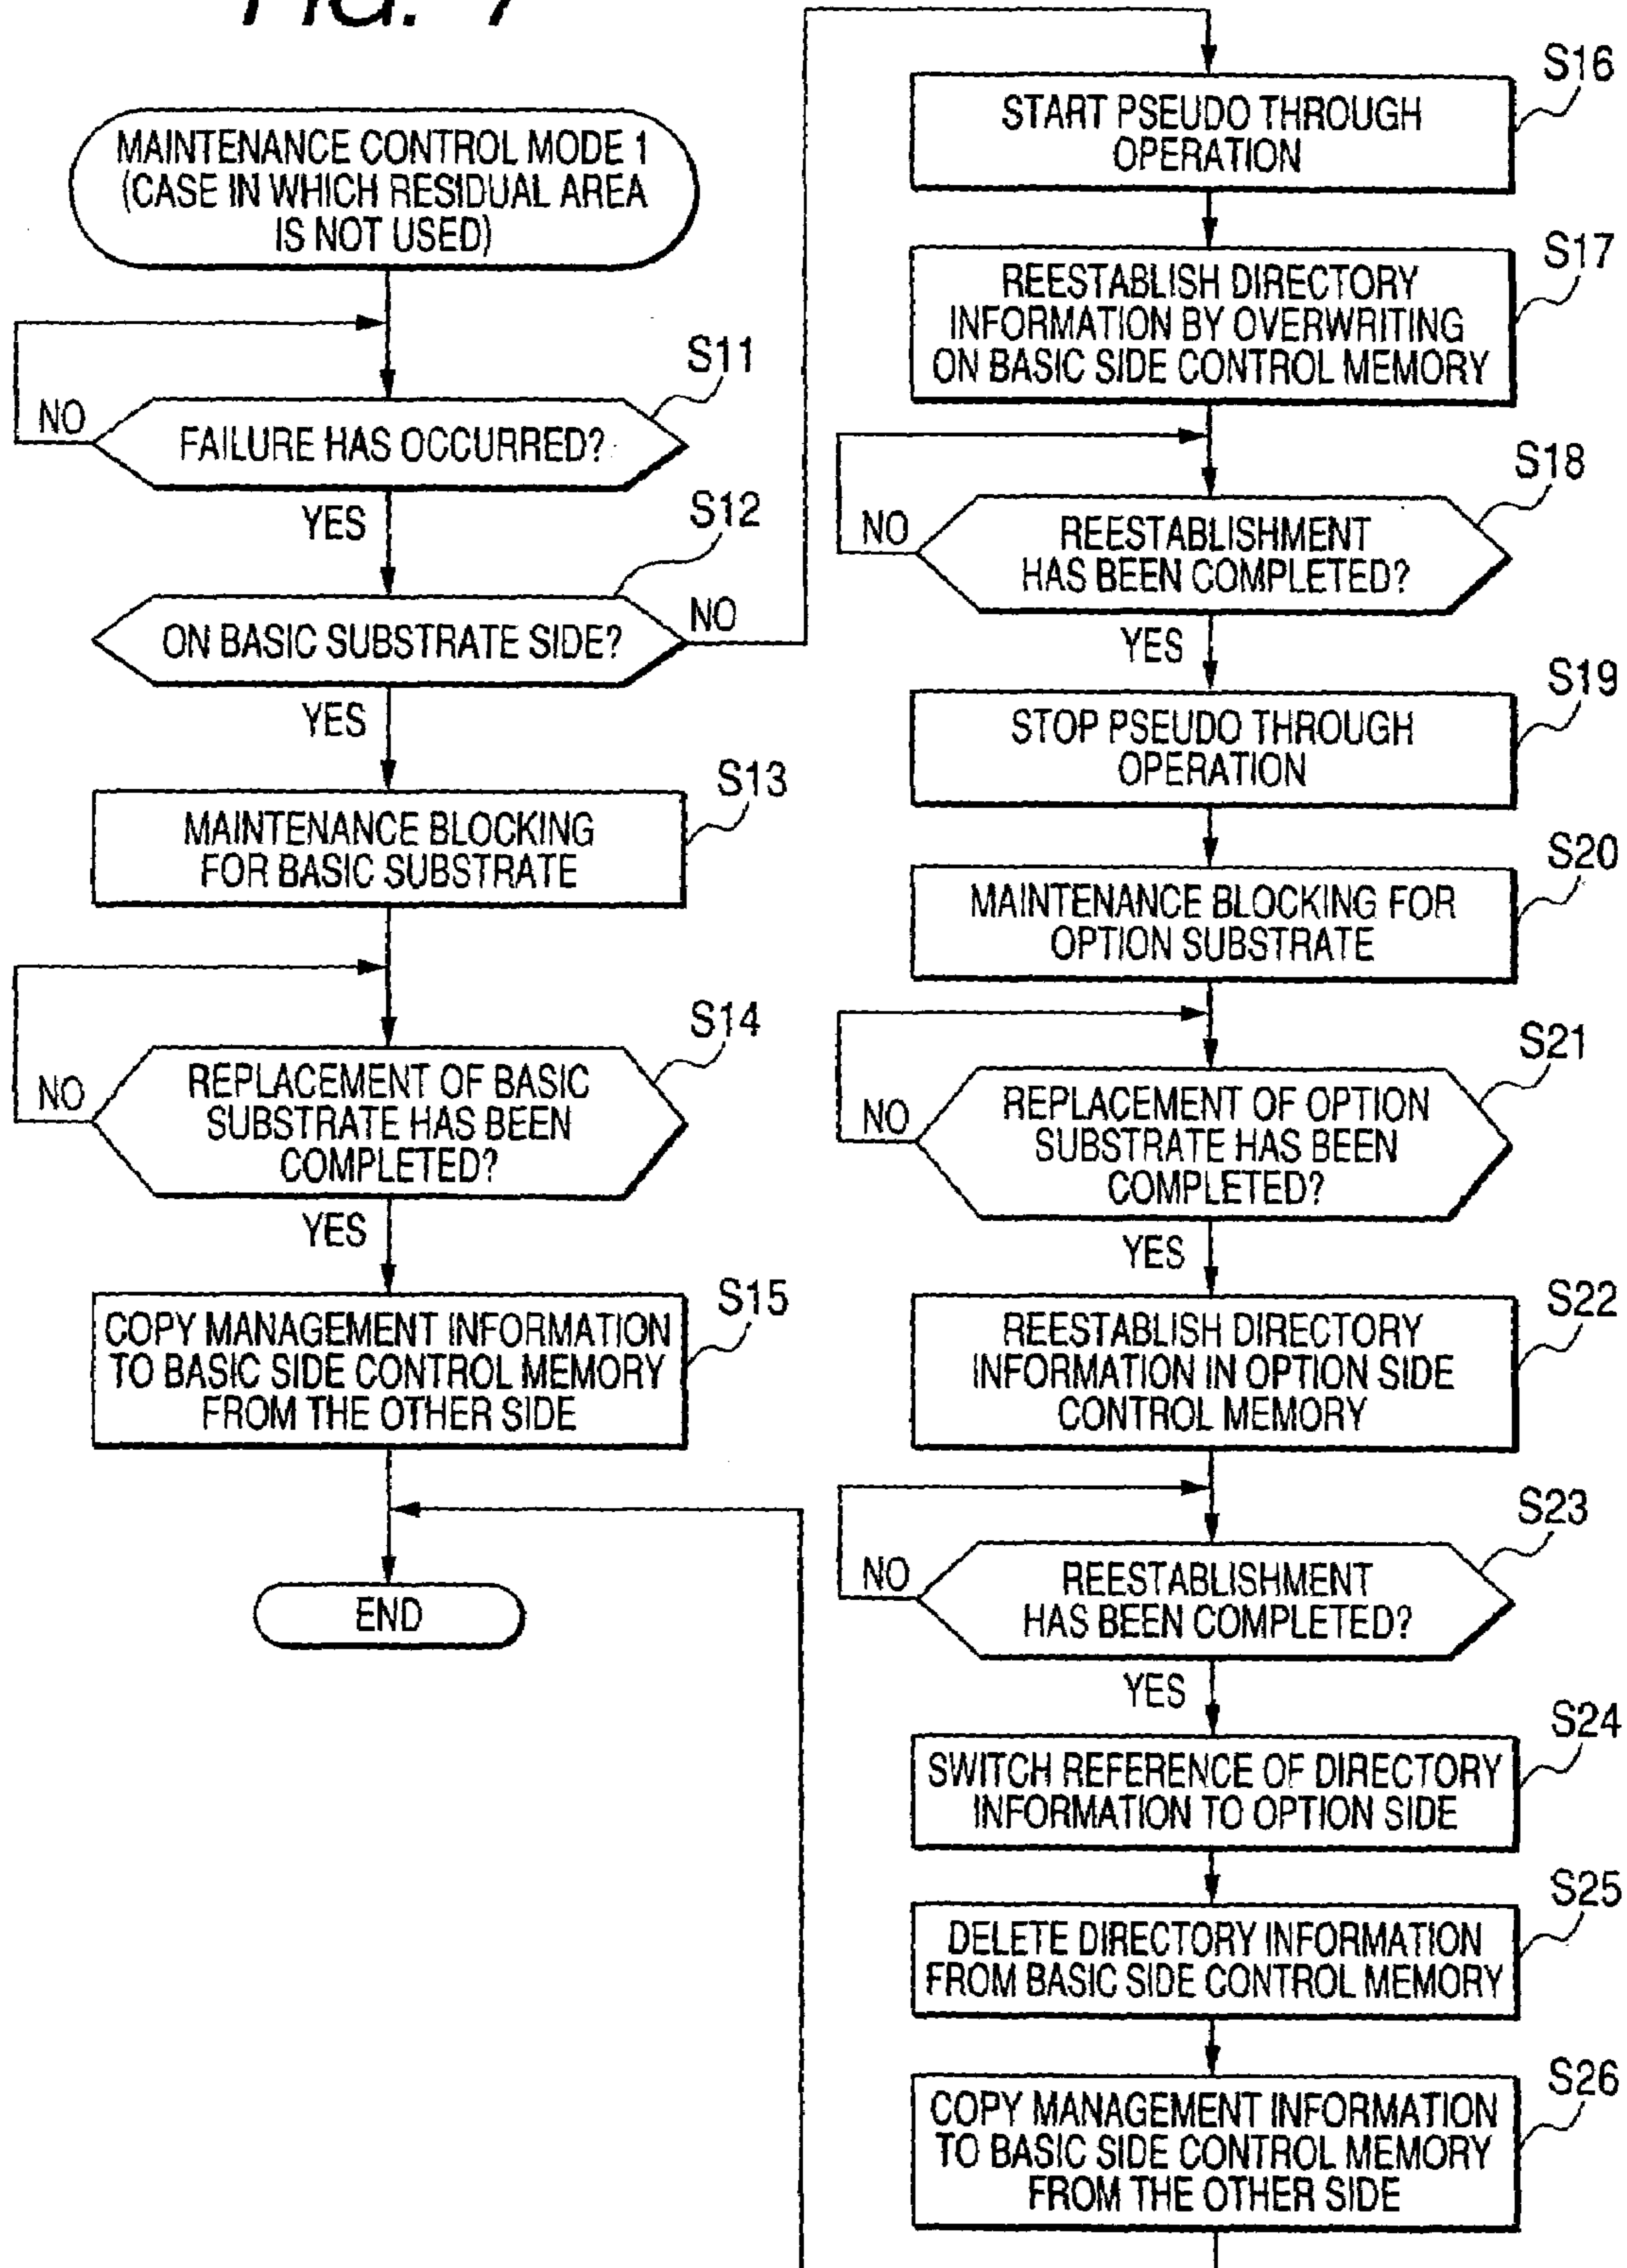 FIG. 7
MAINTENANCE CONTROL MODE 1
(CASE IN WHICH RESIDUAL AREA
IS NOT USED)
S11
NO
FAILURE HAS OCCURRED?
YES
S12
ON BASIC SUBSTRATE SIDE?
NO
YES
S13
MAINTENANCE BLOCKING
FOR BASIC SUBSTRATE
S14
NO
REPLACEMENT OF BASIC
SUBSTRATE HAS BEEN
COMPLETED?
YES
S15
COPY MANAGEMENT INFORMATION
TO BASIC SIDE CONTROL MEMORY
FROM THE OTHER SIDE
END
S16
START PSEUDO THROUGH
OPERATION
S17
REESTABLISH DIRECTORY
INFORMATION BY OVERWRITING
ON BASIC SIDE CONTROL MEMORY
S18
NO
REESTABLISHMENT
HAS BEEN COMPLETED?
YES
S19
STOP PSEUDO THROUGH
OPERATION
S20
MAINTENANCE BLOCKING FOR
OPTION SUBSTRATE
S21
NO
REPLACEMENT OF OPTION
SUBSTRATE HAS BEEN
COMPLETED?
YES
S22
REESTABLISH DIRECTORY
INFORMATION IN OPTION SIDE
CONTROL MEMORY
S23
NO
REESTABLISHMENT
HAS BEEN COMPLETED?
YES
S24
SWITCH REFERENCE OF DIRECTORY
INFORMATION TO OPTION SIDE
S25
DELETE DIRECTORY INFORMATION
FROM BASIC SIDE CONTROL MEMORY
S26
COPY MANAGEMENT INFORMATION
TO BASIC SIDE CONTROL MEMORY
FROM THE OTHER SIDE